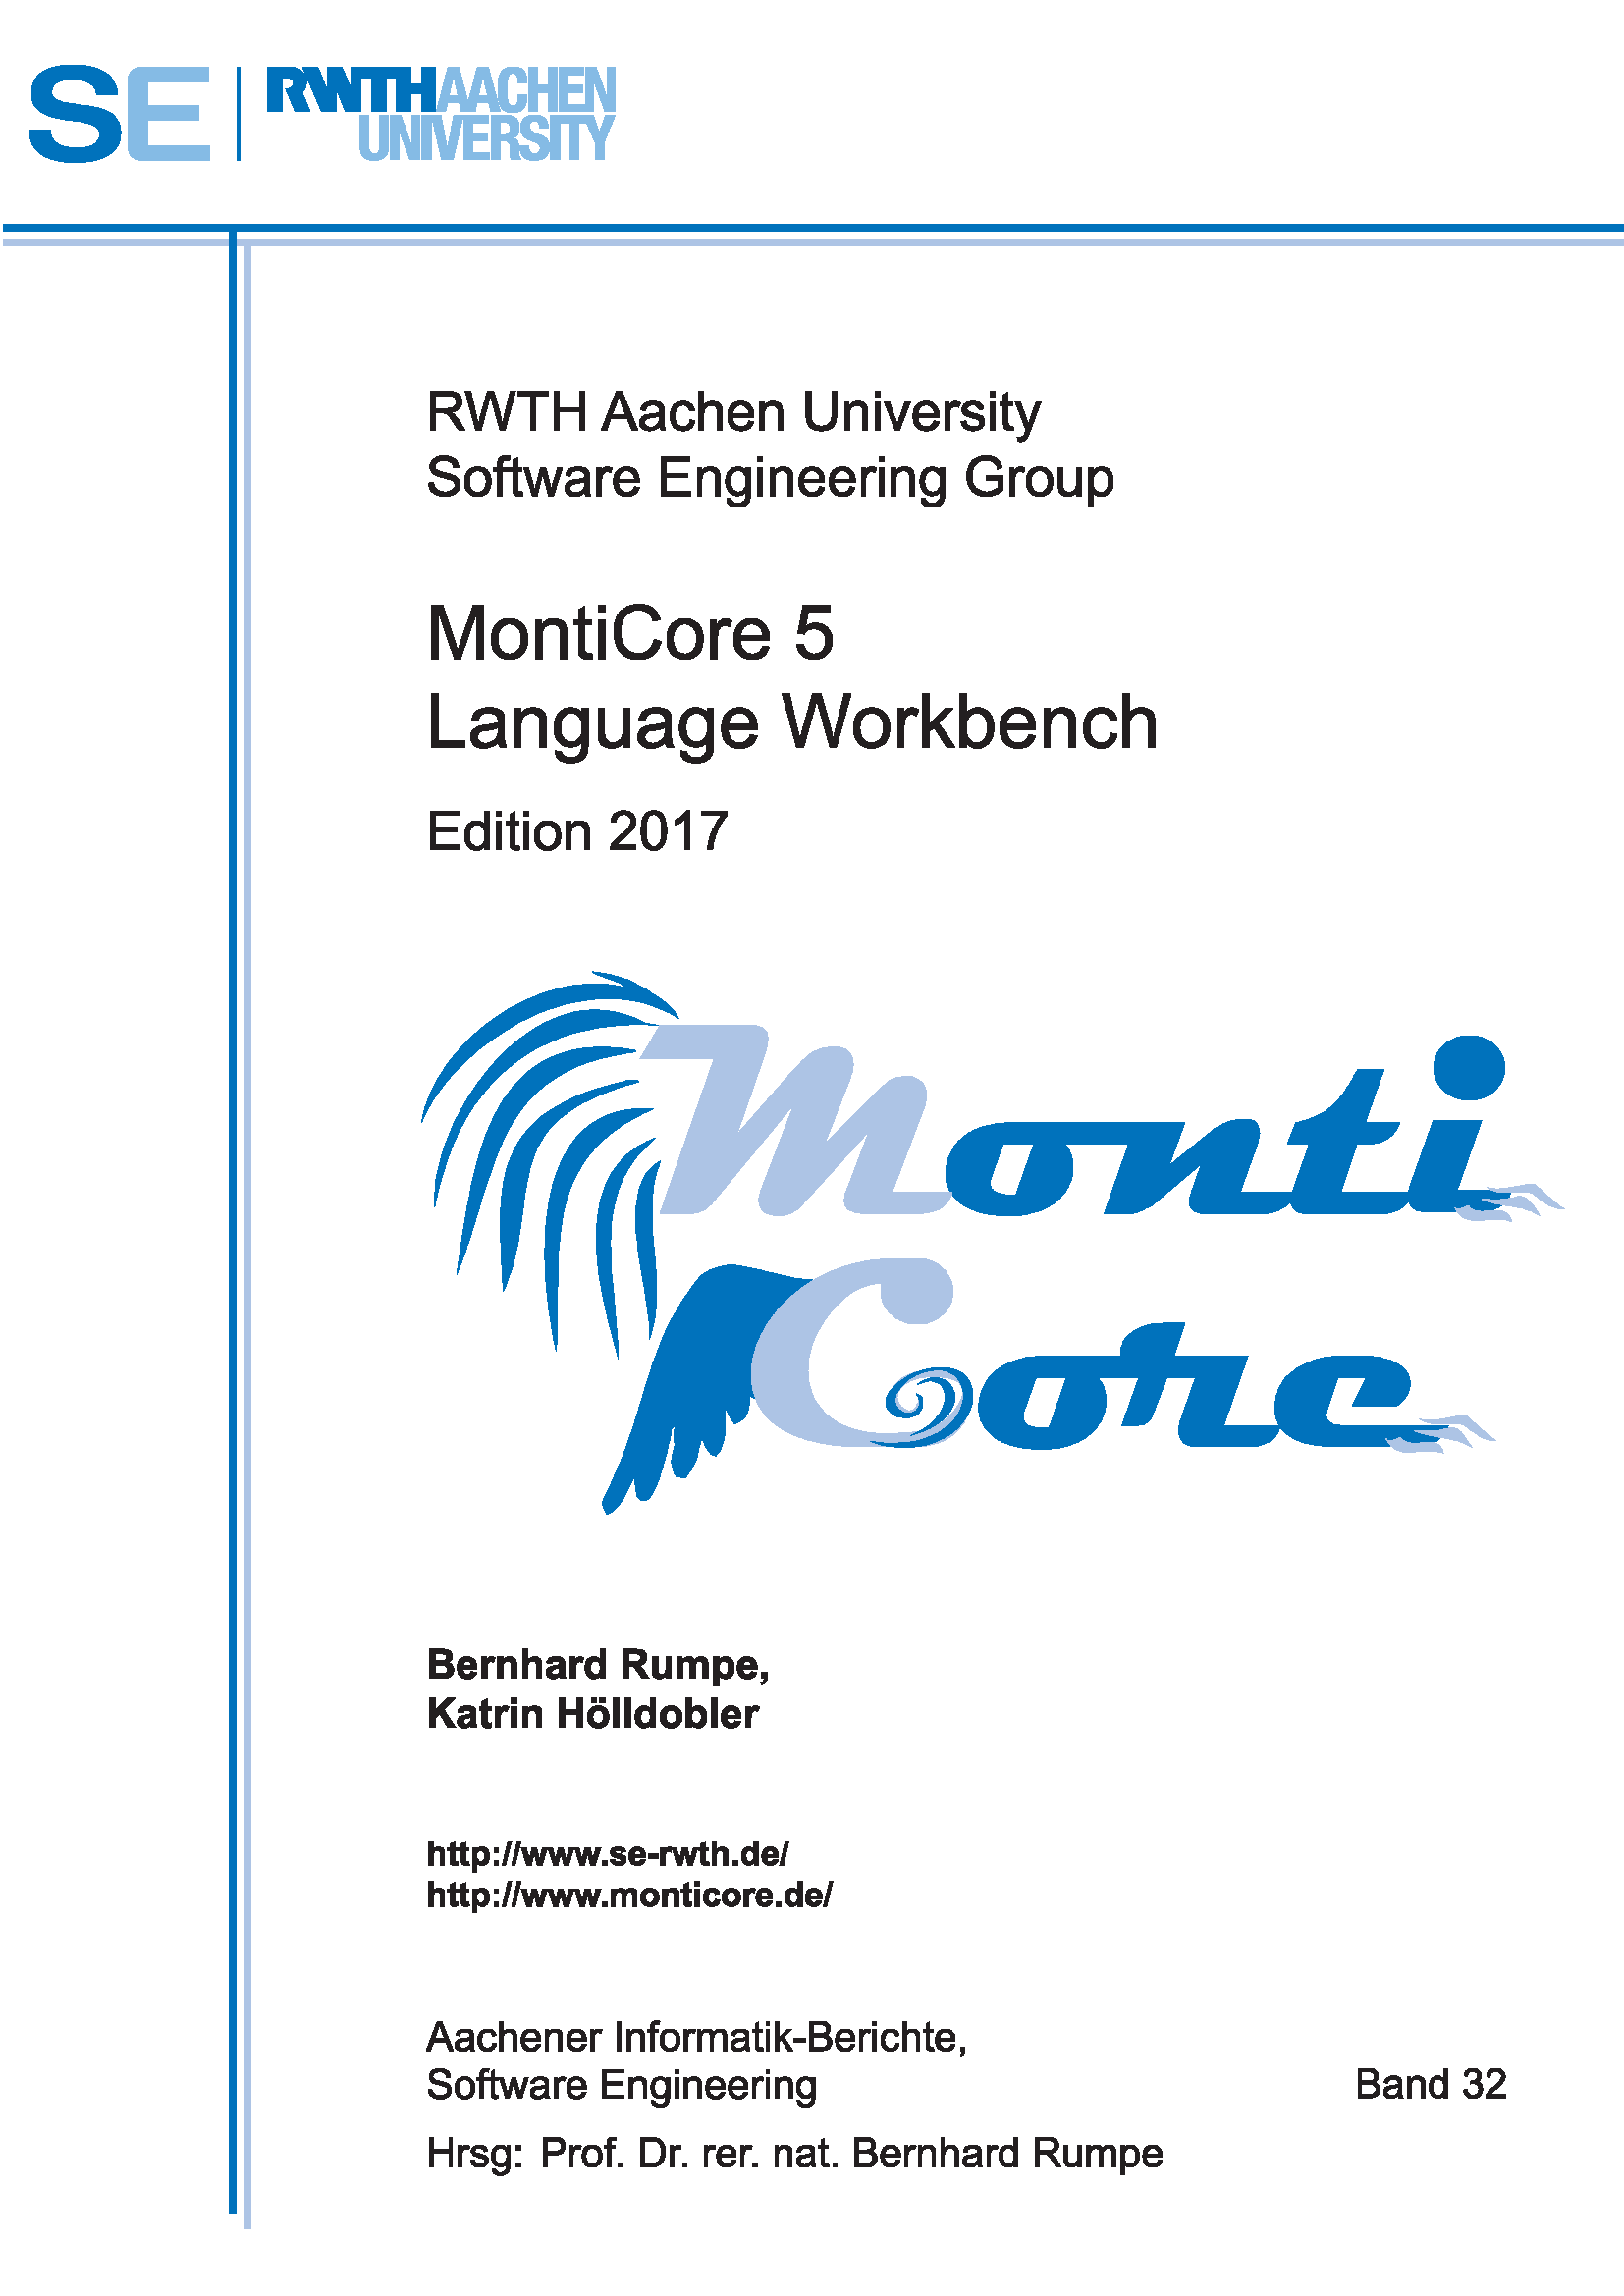 SE RWTHAACHEN
UNIVERSITY
RWTH Aachen University
Software Engineering Group
MontiCore 5
Language Workbench
Edition 2017
Monti
Core
Bernhard Rumpe,
Katrin Hölldobler
http://www.se-rwth.de/
http://www.monticore.de/
Aachener Informatik-Berichte,
Software Engineering Band 32
Hrsg: Prof. Dr. rer. nat. Bernhard Rumpe